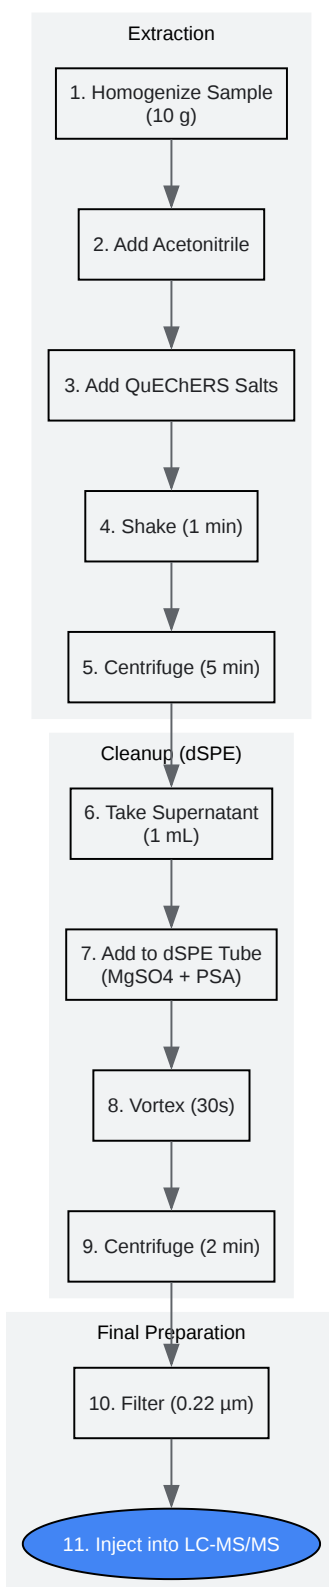 Extraction
1. Homogenize Sample
(10 g)
2. Add Acetonitrile
3. Add QuEChERS Salts
4. Shake (1 min)
5. Centrifuge (5 min)
Cleanup (dSPE)
6. Take Supernatant
(1 mL)
7. Add to dSPE Tube
(MgSO4 + PSA)
8. Vortex (30s)
9. Centrifuge (2 min)
Final Preparation
10. Filter (0.22 µm)
11. Inject into LC-MS/MS